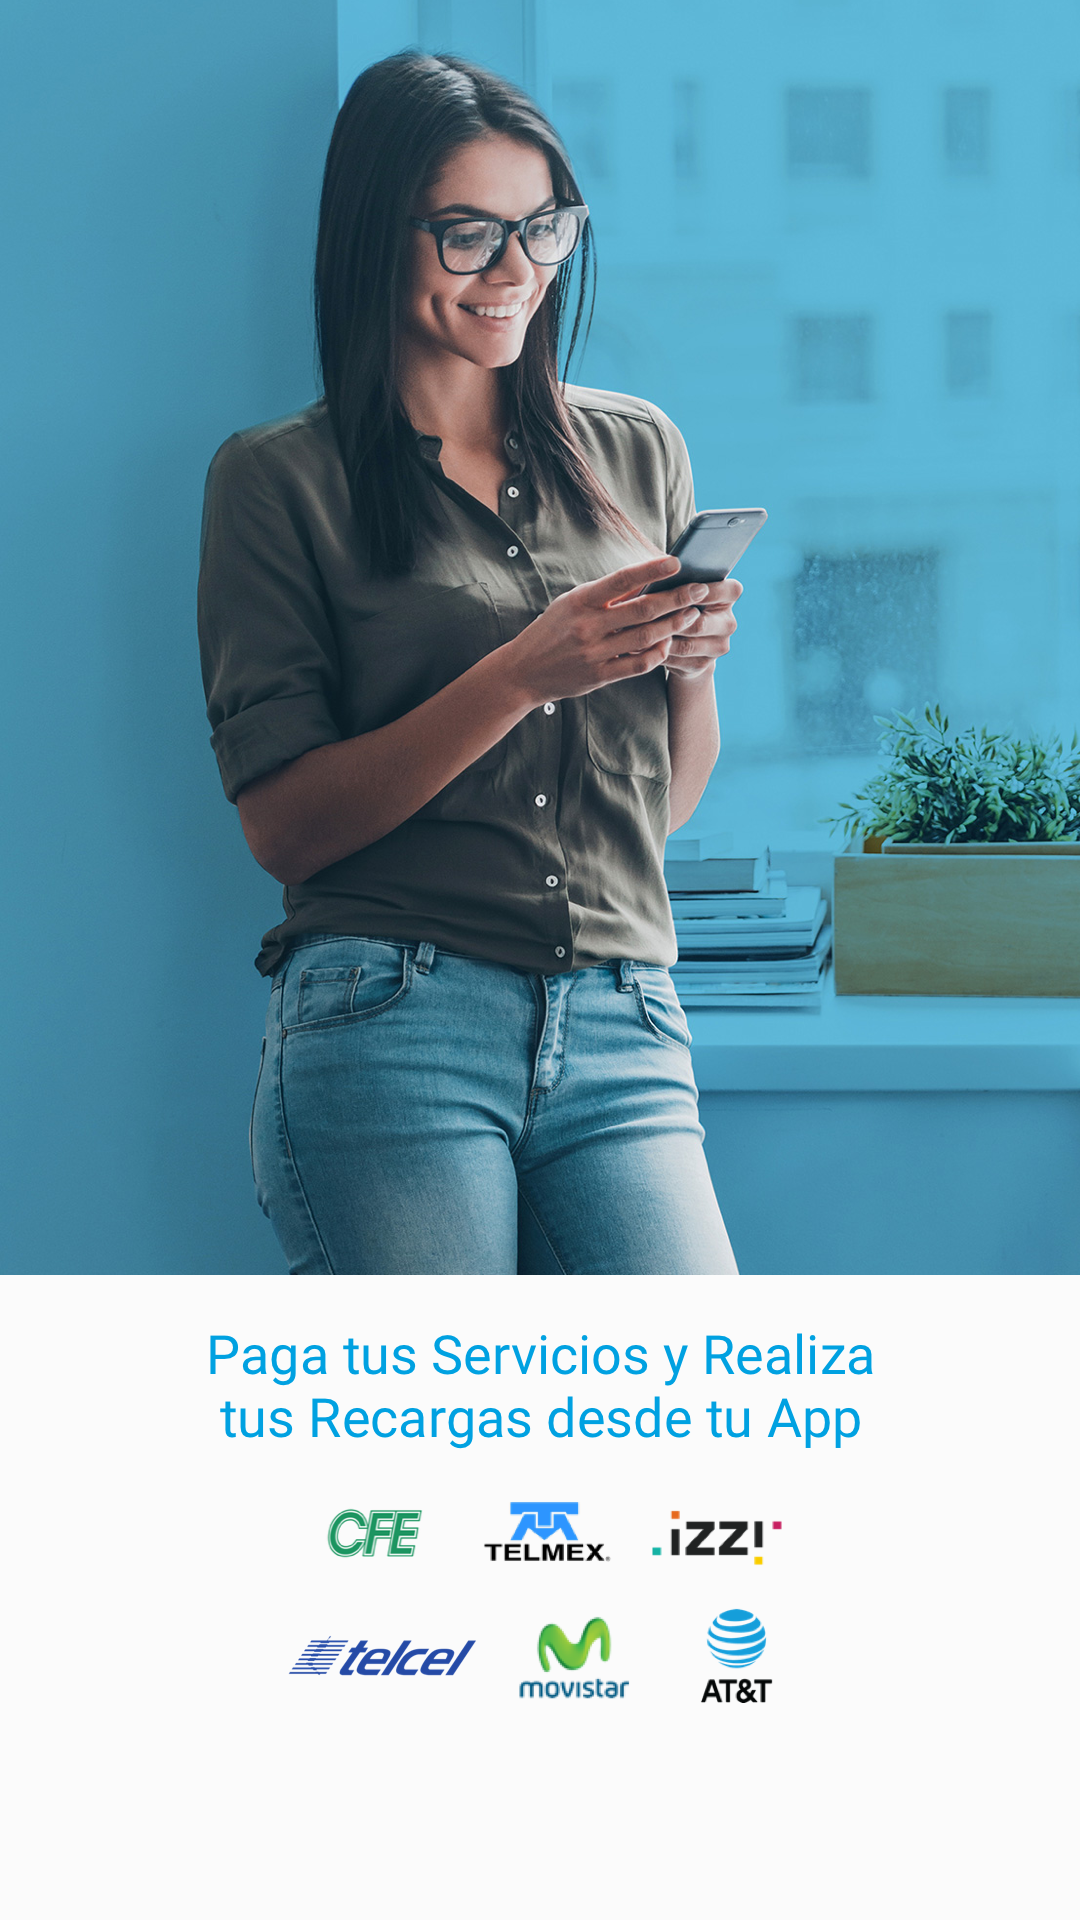 Paga tus Servicios y Realiza
tus Recargas desde tu App
CFE
TELMEX
izzi
telcel
movistar
AT&T